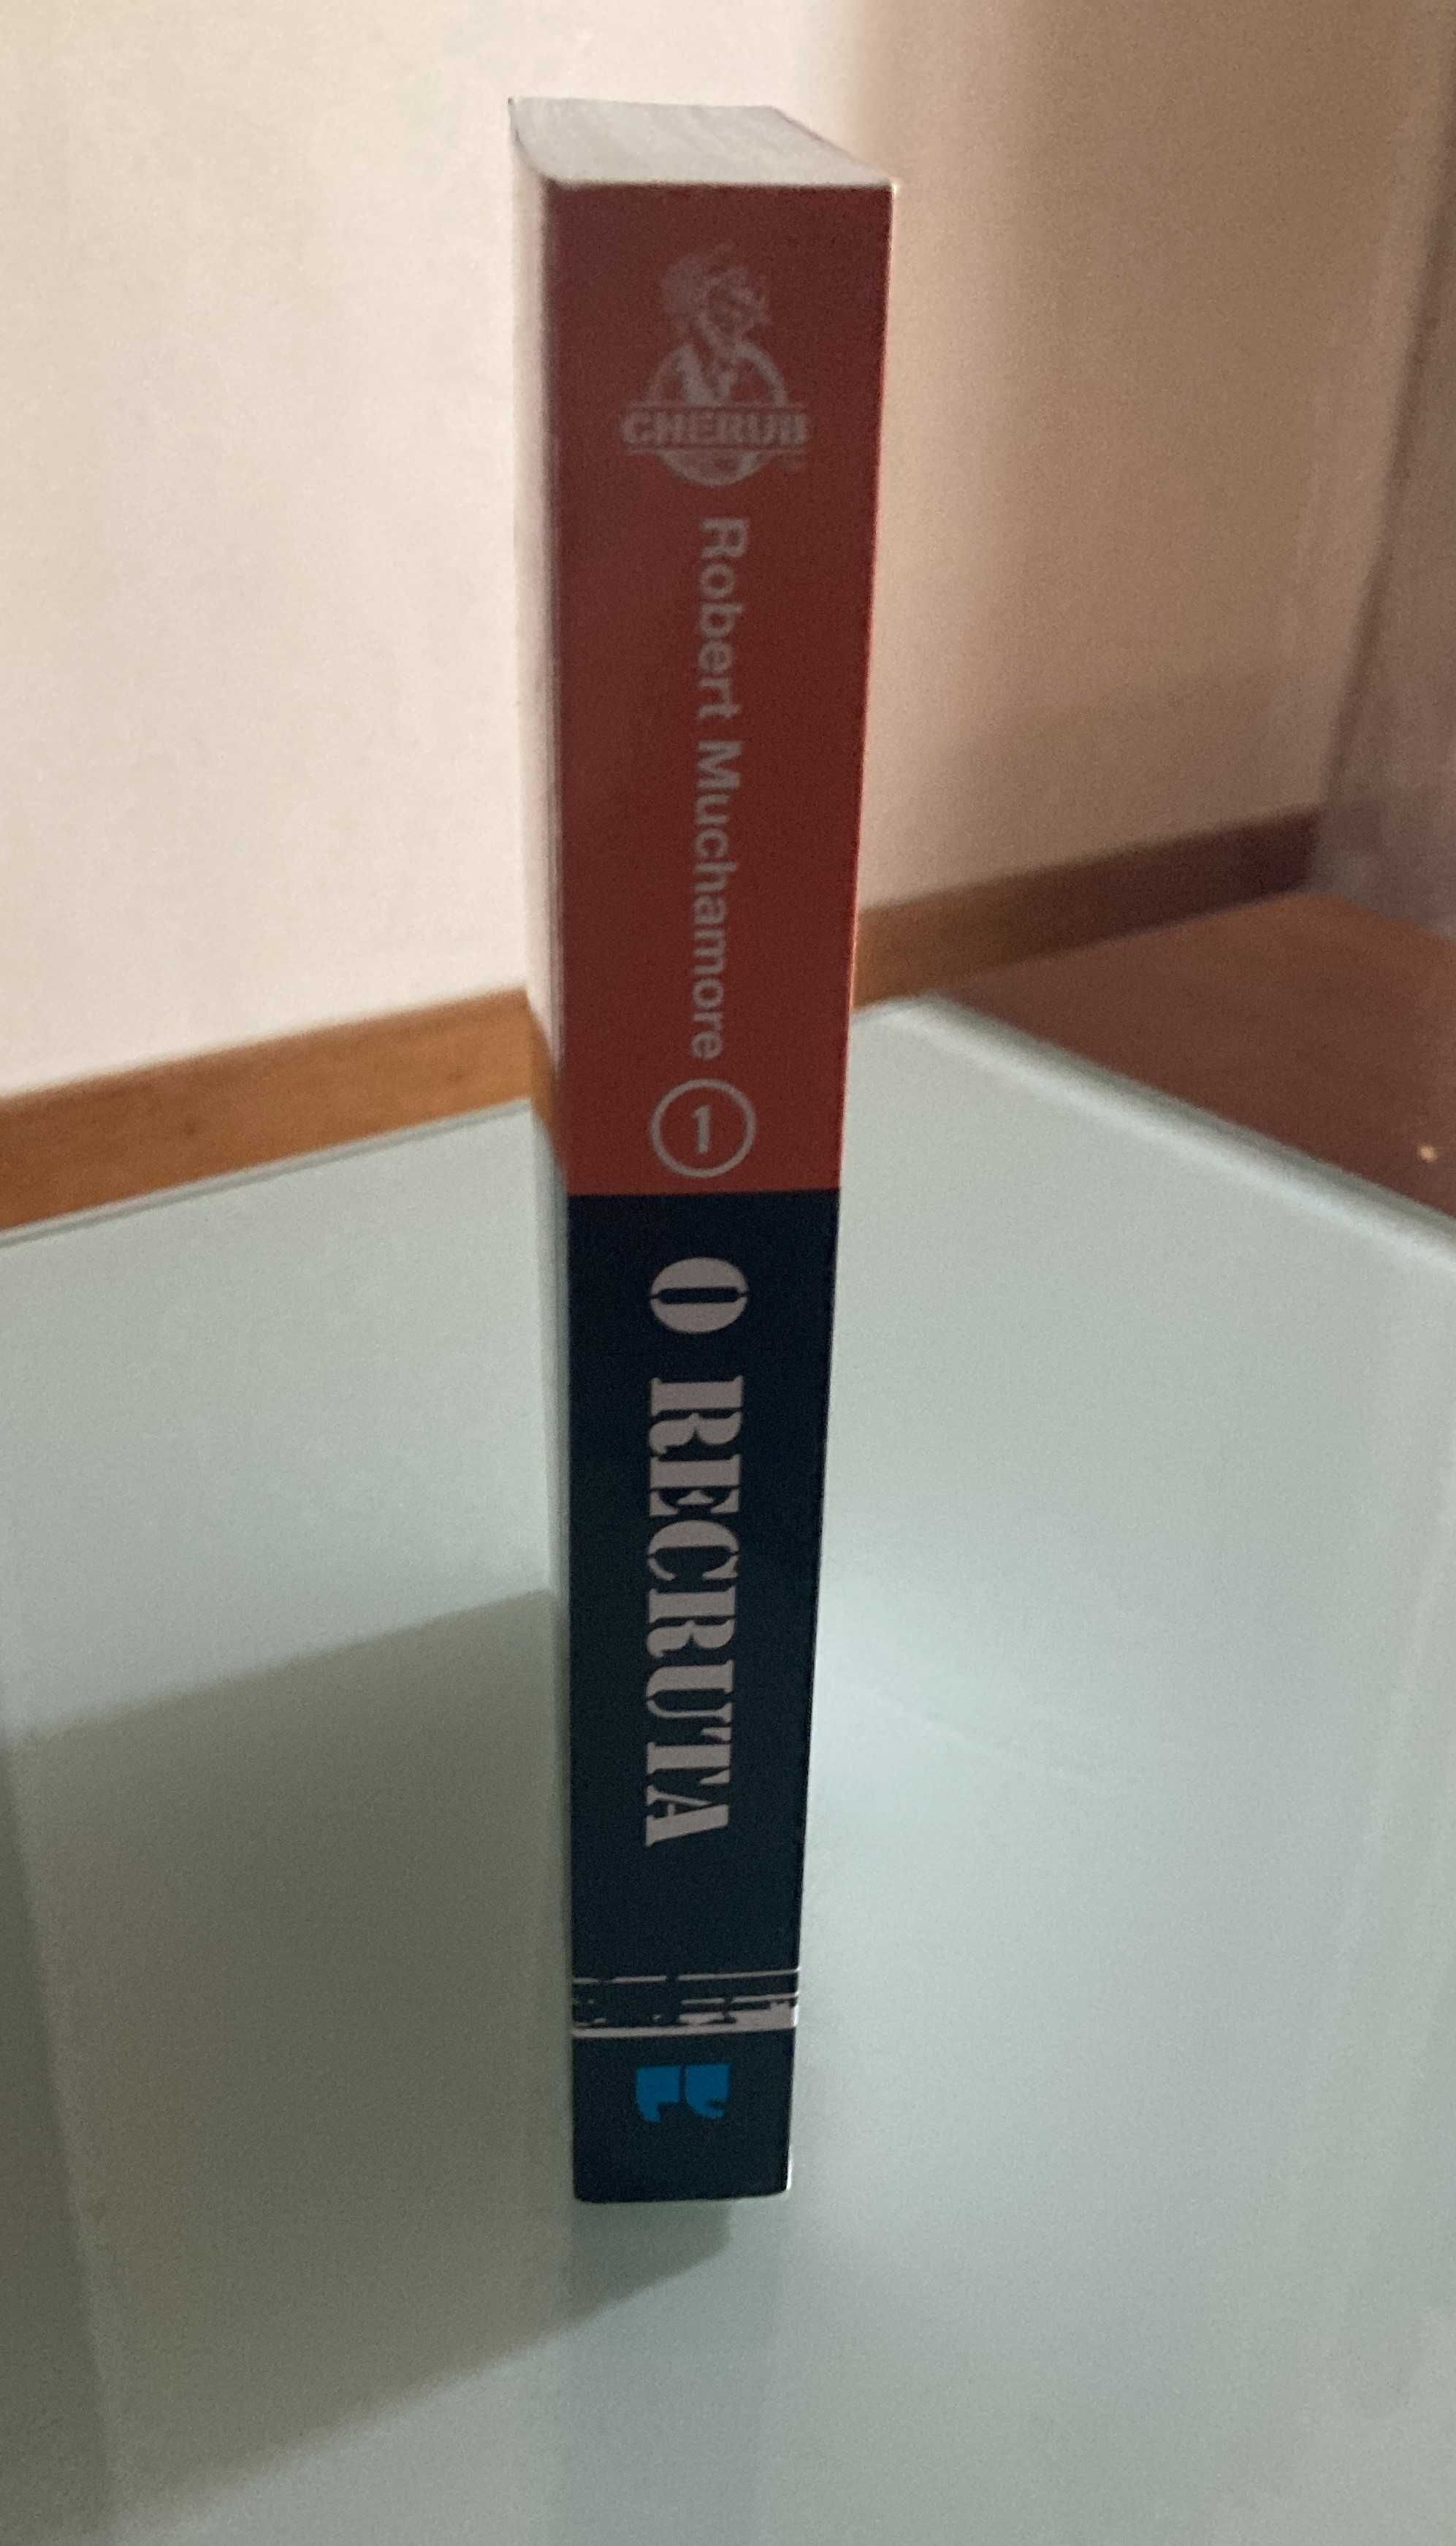 CHERUB
Robert Muchamore 1
O RECRUTA